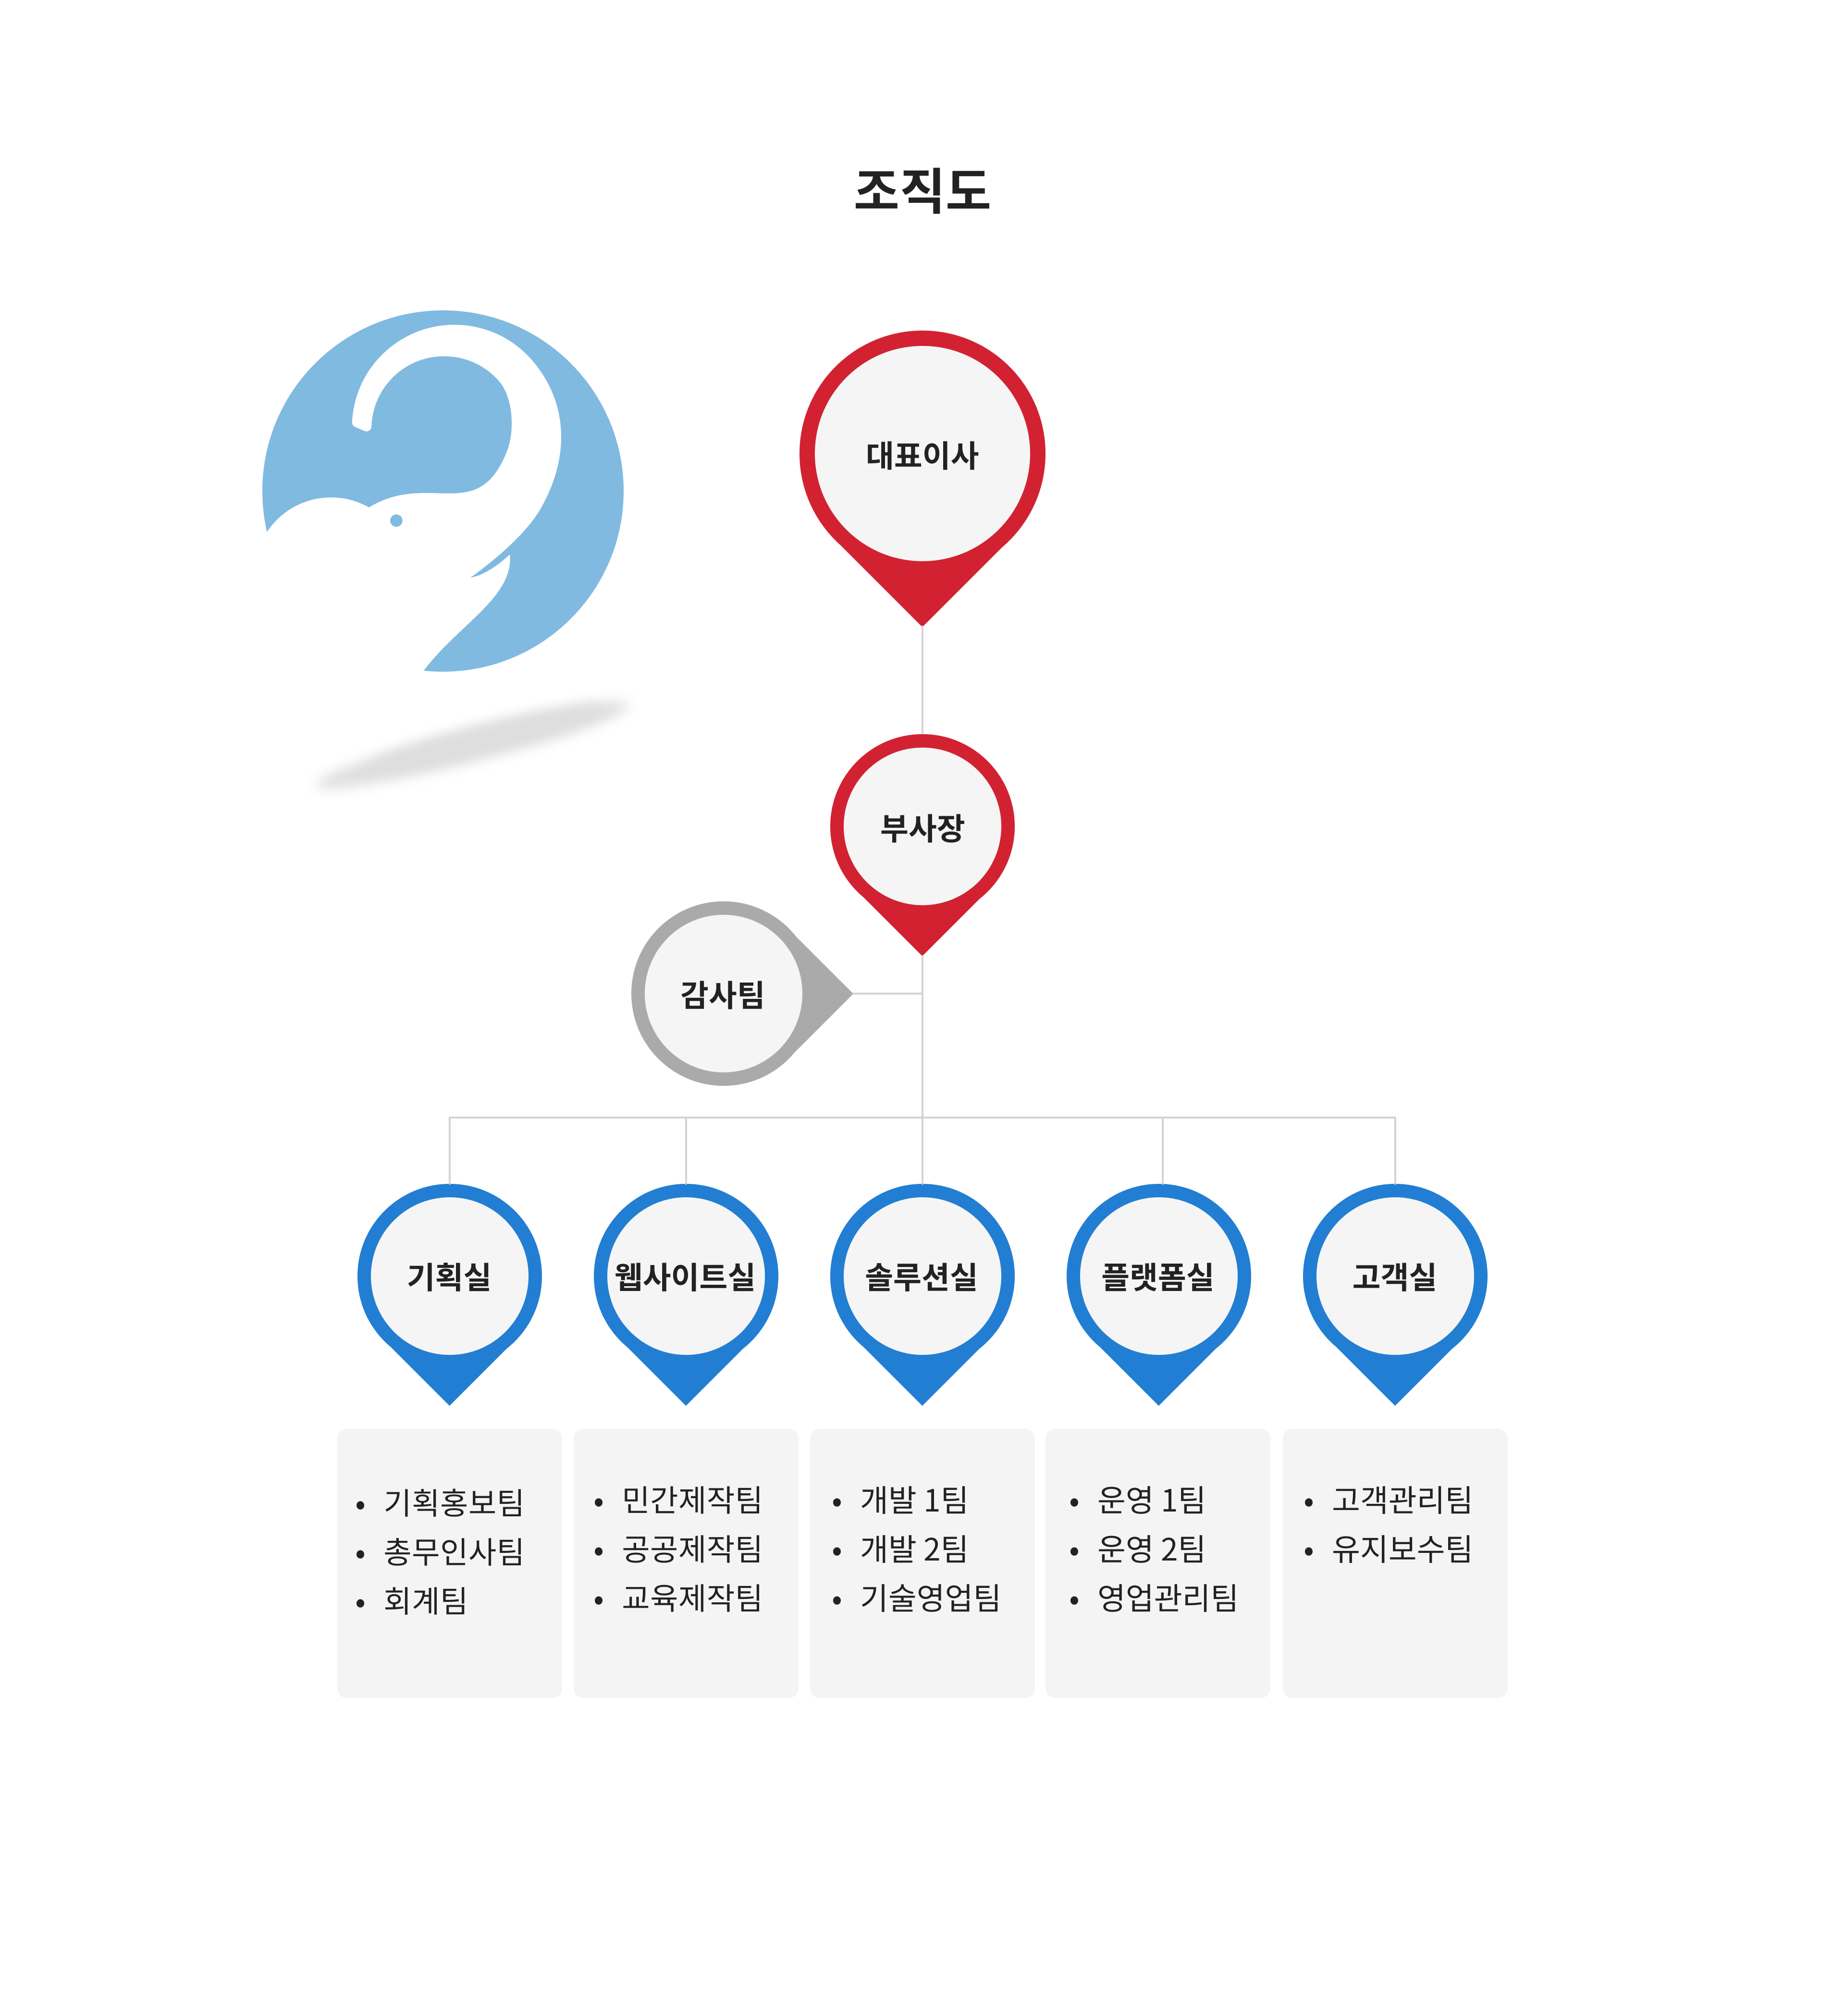 조직도
대표이사
부사장
감사팀
기획실
웹사이트실
솔루션실
플랫폼실
고객실
• 기획홍보팀
• 총무인사팀
• 회계팀
• 민간제작팀
• 공공제작팀
• 교육제작팀
• 개발 1팀
• 개발 2팀
• 기술영업팀
• 운영 1팀
• 운영 2팀
• 영업관리팀
• 고객관리팀
• 유지보수팀